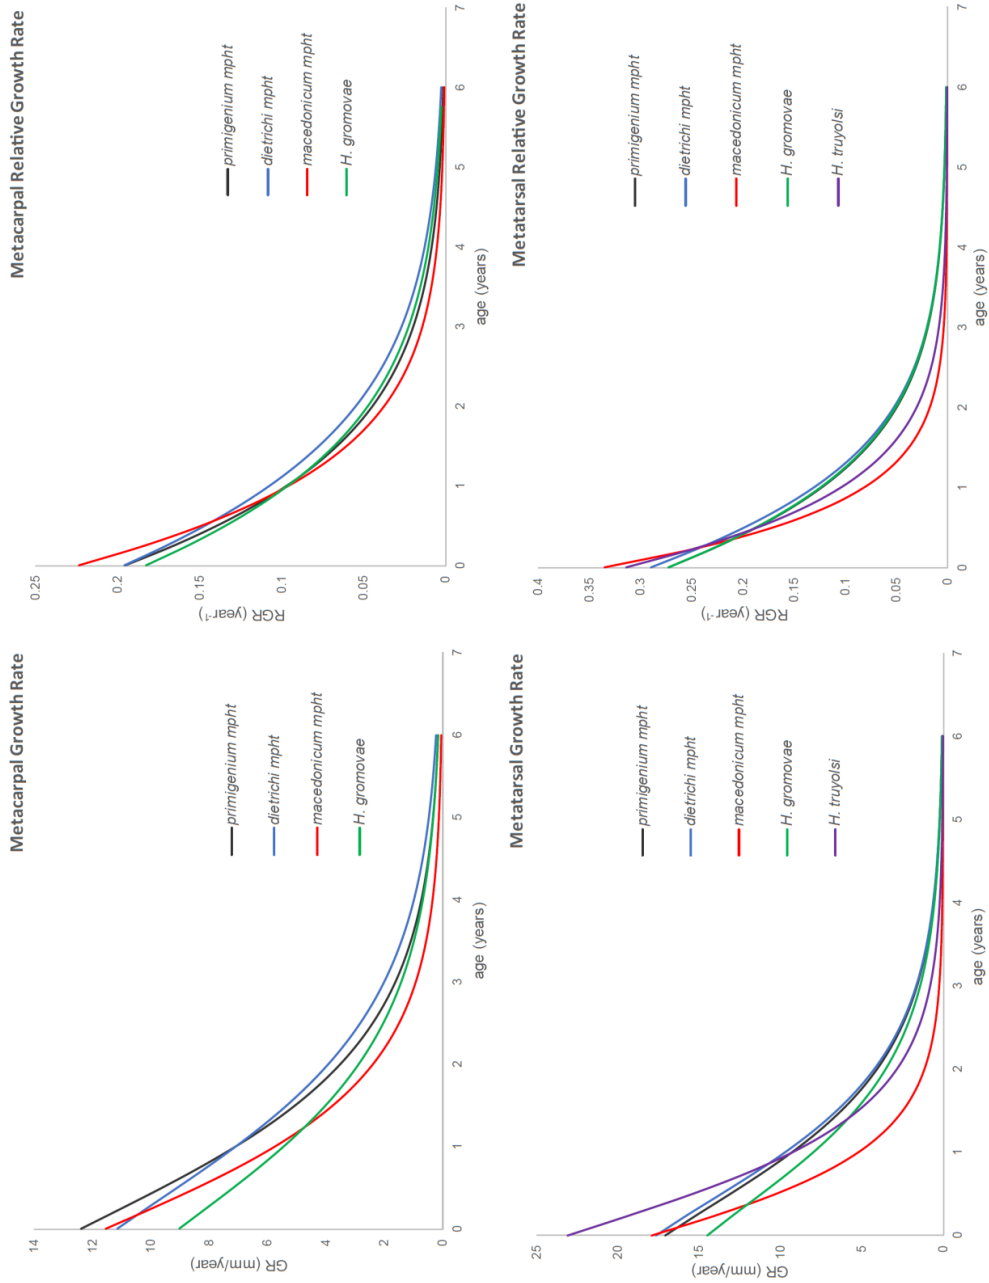 Metacarpal Growth Rate
14
12
10
8
6
4
2
0
GR (mm/year)
primigenium mpht
dietrichi mpht
macedonicum mpht
H. gromovae
0 1 2 3 4 5 6 7
age (years)
Metacarpal Relative Growth Rate
0.25
0.2
0.15
0.1
0.05
0
RGR (year-1)
primigenium mpht
dietrichi mpht
macedonicum mpht
H. gromovae
0 1 2 3 4 5 6 7
age (years)
Metatarsal Growth Rate
25
20
15
10
5
0
GR (mm/year)
primigenium mpht
dietrichi mpht
macedonicum mpht
H. gromovae
H. truyolsi
0 1 2 3 4 5 6 7
age (years)
Metatarsal Relative Growth Rate
0.4
0.35
0.3
0.25
0.2
0.15
0.1
0.05
0
RGR (year-1)
primigenium mpht
dietrichi mpht
macedonicum mpht
H. gromovae
H. truyolsi
0 1 2 3 4 5 6 7
age (years)